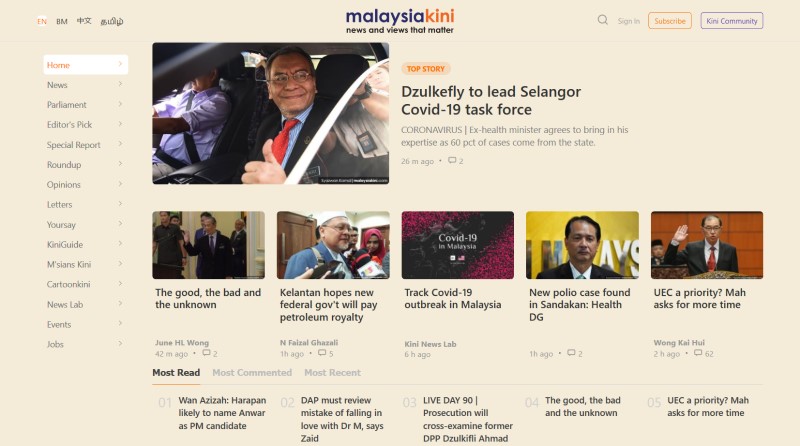 EN BM 中文 தமிழ்
malaysiakini
news and views that matter
Sign In Subscribe Kini Community
Home
News
Parliament
Editor's Pick
Special Report
Roundup
Opinions
Letters
Yoursay
KiniGuide
M'sians Kini
Cartoonkini
News Lab
Events
Jobs
TOP STORY
Dzulkefly to lead Selangor
Covid-19 task force
CORONAVIRUS | Ex-health minister agrees to bring in his
expertise as 60 pct of cases come from the state.
26 m ago • 2
The good, the bad and
the unknown
June HL Wong
42 m ago • 2
Kelantan hopes new
federal gov't will pay
petroleum royalty
N Faizal Ghazali
1h ago • 5
Covid-19
in Malaysia
Track Covid-19
outbreak in Malaysia
Kini News Lab
6 h ago
New polio case found
in Sandakan: Health
DG
1h ago • 2
UEC a priority? Mah
asks for more time
Wong Kai Hui
2 h ago • 62
Most Read Most Commented Most Recent
01 Wan Azizah: Harapan
likely to name Anwar
as PM candidate
02 DAP must review
mistake of falling in
love with Dr M, says
Zaid
03 LIVE DAY 90 |
Prosecution will
cross-examine former
DPP Dzulkifli Ahmad
04 The good, the bad
and the unknown
05 UEC a priority? Mah
asks for more time